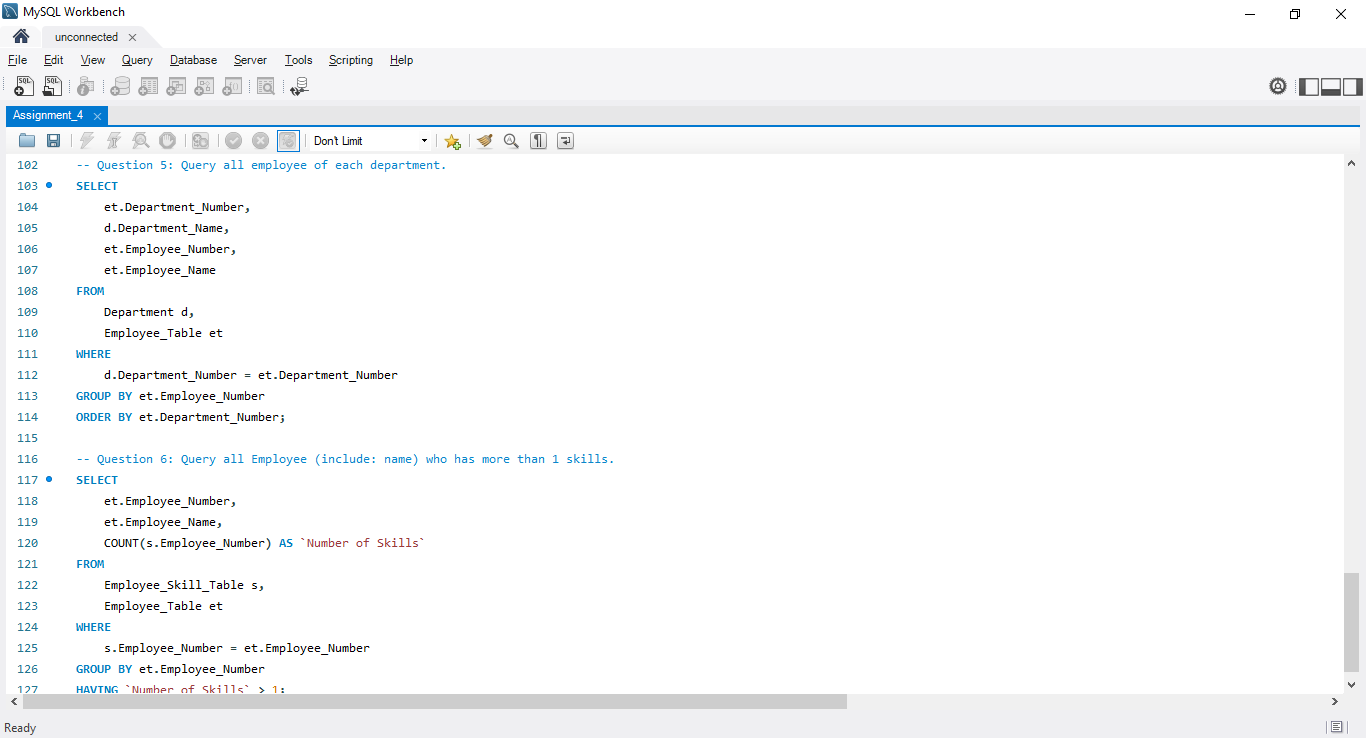 MySQL Workbench
unconnected
File Edit View Query Database Server Tools Scripting Help
SQL SQL
Assignment_4
Don't Limit
102 -- Question 5: Query all employee of each department.
103 SELECT
104 et.Department_Number,
105 d.Department_Name,
106 et.Employee_Number,
107 et.Employee_Name
108 FROM
109 Department d,
110 Employee_Table et
111 WHERE
112 d.Department_Number = et.Department_Number
113 GROUP BY et.Employee_Number
114 ORDER BY et.Department_Number;
115
116 -- Question 6: Query all Employee (include: name) who has more than 1 skills.
117 SELECT
118 et.Employee_Number,
119 et.Employee_Name,
120 COUNT(s.Employee_Number) AS `Number of Skills`
121 FROM
122 Employee_Skill_Table s,
123 Employee_Table et
124 WHERE
125 s.Employee_Number = et.Employee_Number
126 GROUP BY et.Employee_Number
127 HAVING `Number of Skills` > 1;
Ready